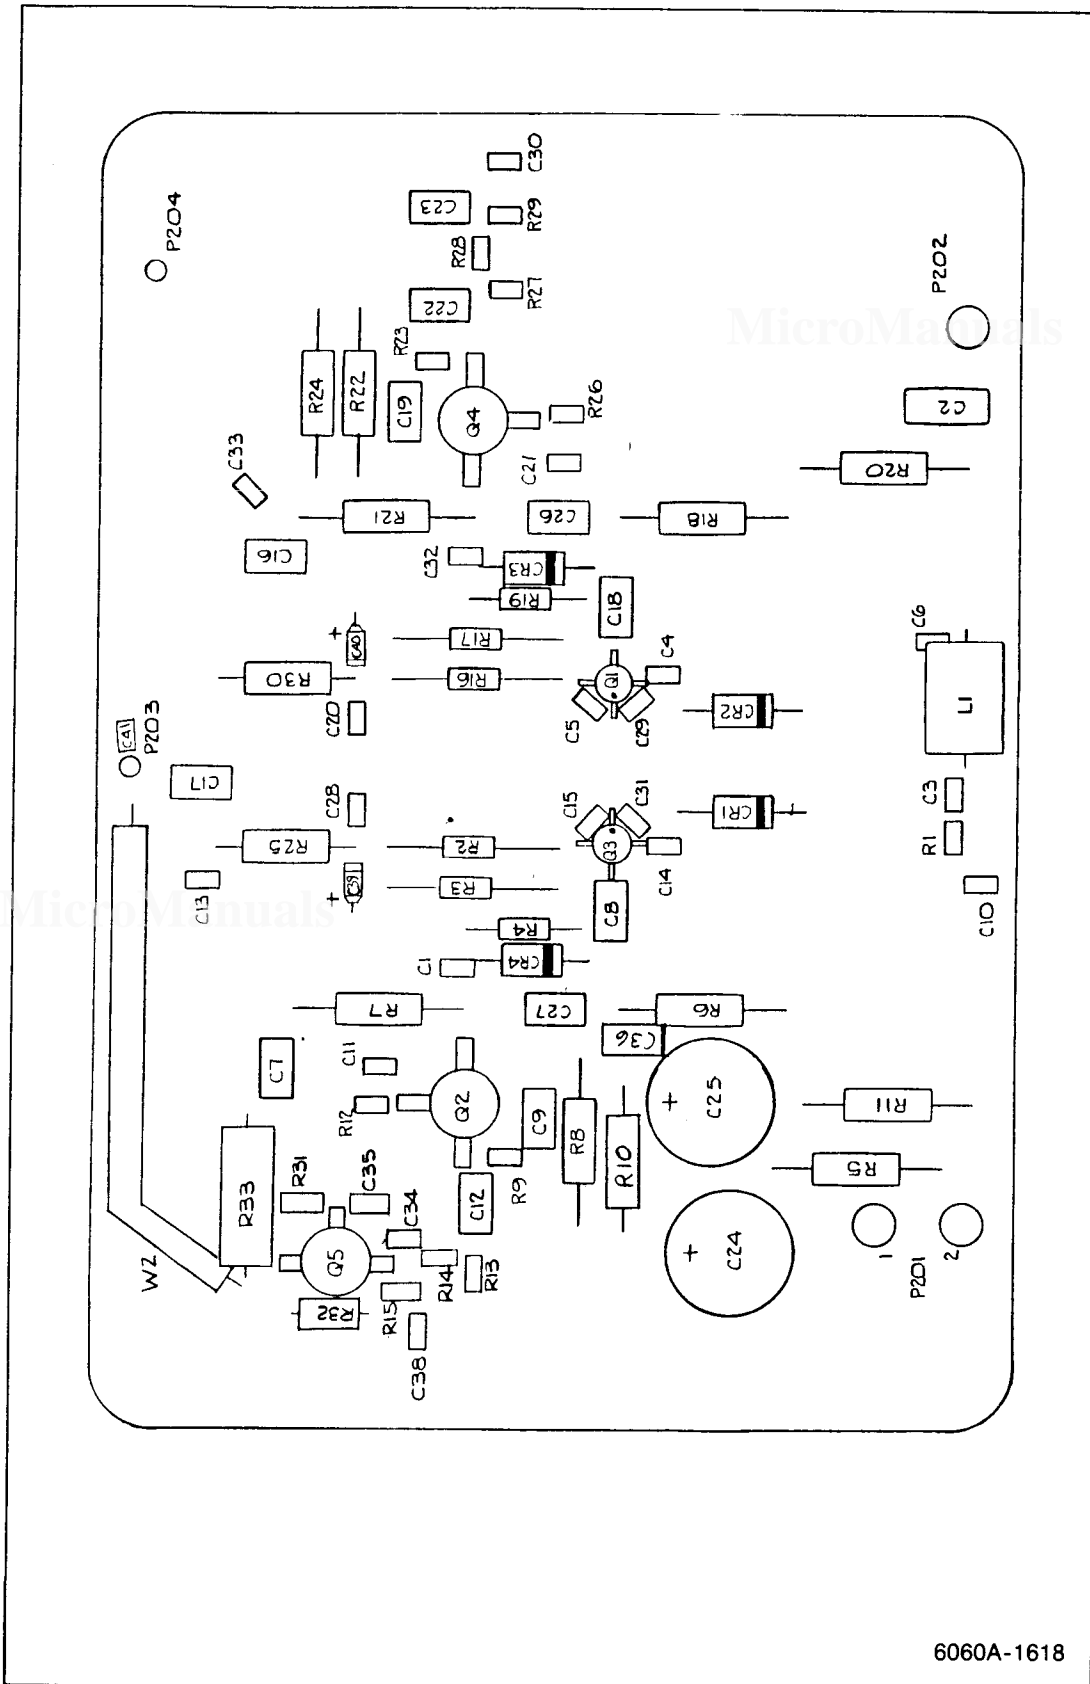 C30
C23
R29
P204
R28
R27
C22
P202
R23
MicroManuals
R24
R22
C19
Q4
R26
C2
C33
C21
R20
R21
C26
R18
C16
C32
CR3
R19
C18
C6
+
C40
R17
C4
R30
R16
Q1
L1
C20
C5
C29
CR2
C41
P203
C17
C28
C15
C31
CR1
C3
R25
R2
Q3
R1
C39
+
R3
C14
C13
MicroManuals
C8
C10
R4
C1
CR4
R7
C27
R6
C36
C11
C7
C25
+
R12
Q2
C9
R8
R11
R10
R9
R5
R31
C35
R33
C12
C34
W2
Q5
C24
+
1
2
R14
R13
P201
R15
R32
C38
6060A-1618